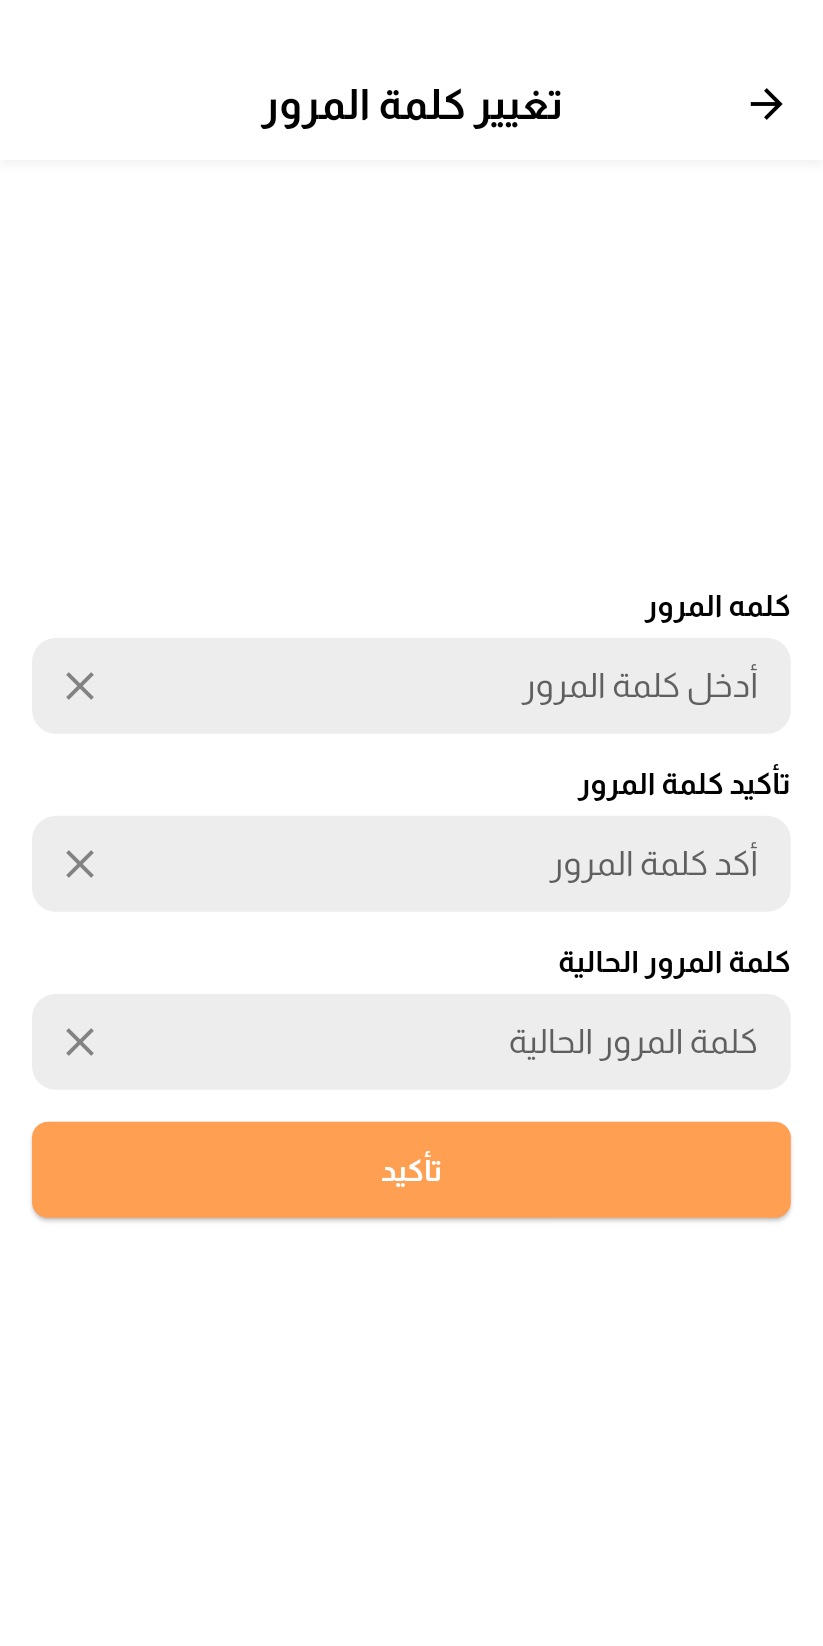 تغيير كلمة المرور
كلمه المرور
أدخل كلمة المرور
تأكيد كلمة المرور
أكد كلمة المرور
كلمة المرور الحالية
كلمة المرور الحالية
تأكيد